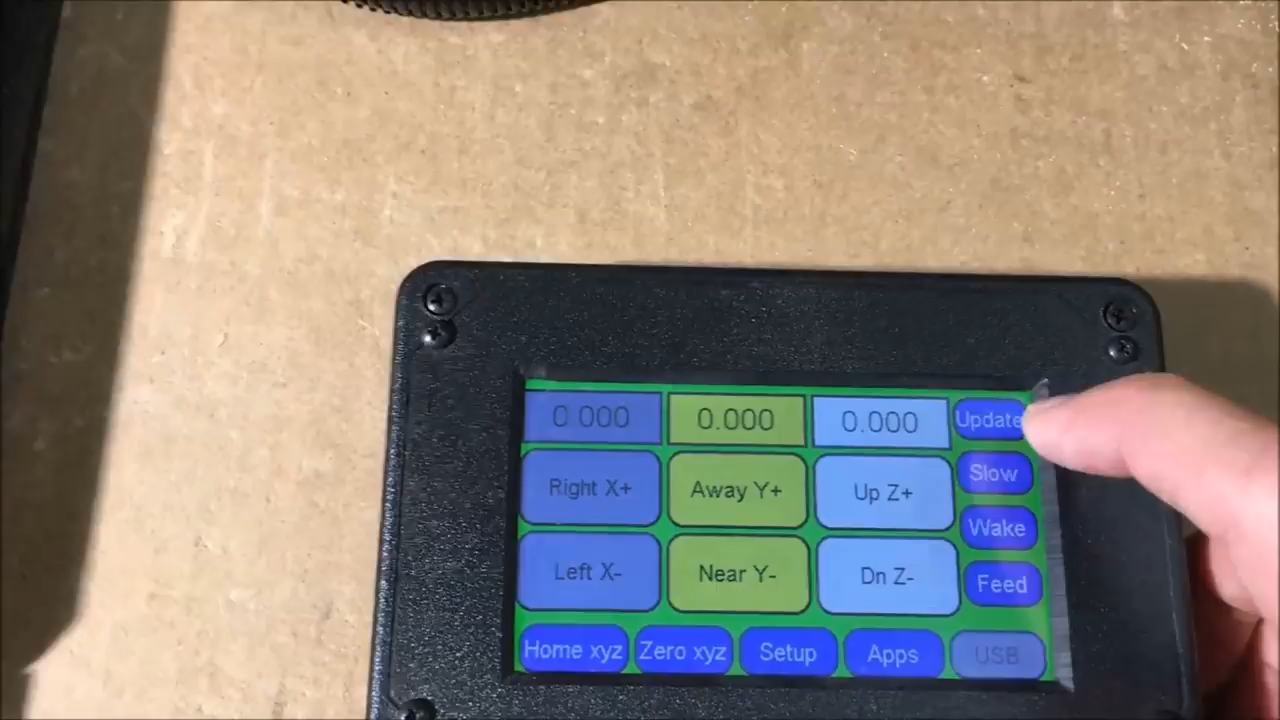 0.000 0.000 0.000 Update
Right X+ Away Y+ Up Z+ Slow
Wake
Left X- Near Y- Dn Z- Feed
Home xyz Zero xyz Setup Apps USB